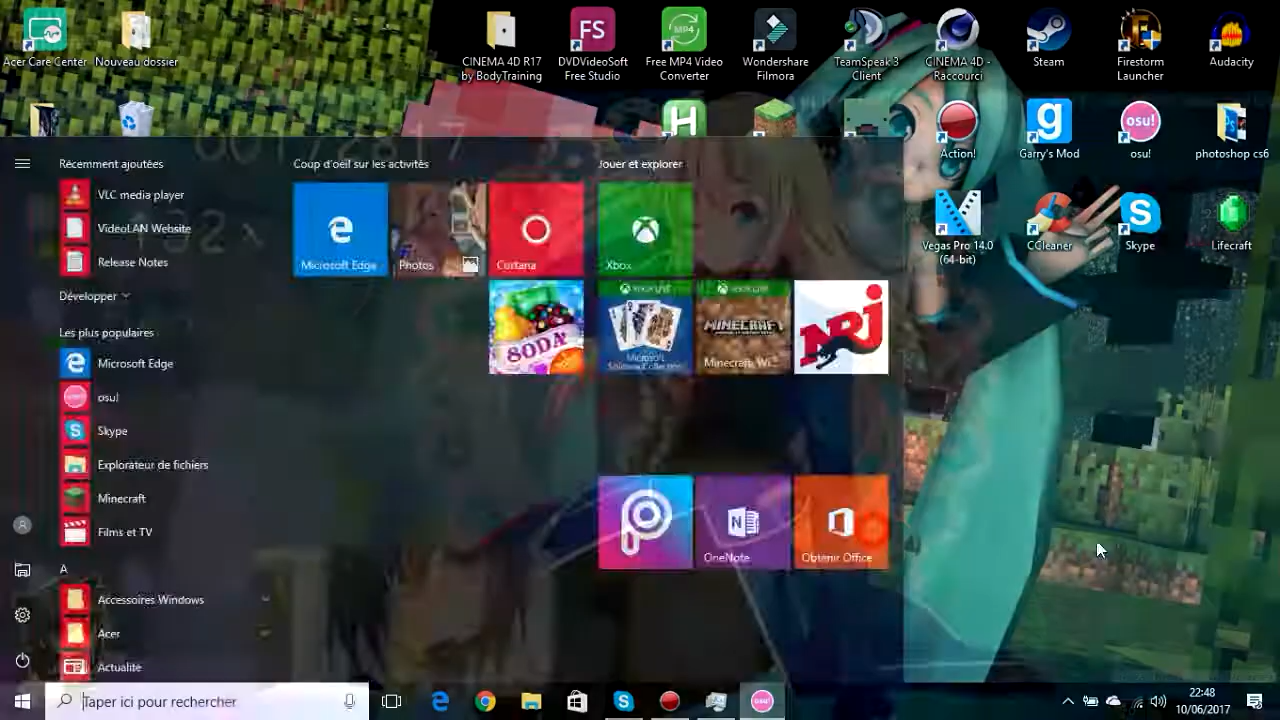 Acer Care Center
Nouveau dossier
CINEMA 4D R17
by BodyTraining
FS
DVDVideoSoft
Free Studio
MP4
Free MP4 Video
Converter
Wondershare
Filmora
TeamSpeak 3
Client
CINEMA 4D -
Raccourci
Steam
Firestorm
Launcher
Audacity
H
Action!
g
Garry's Mod
osu!
osu!
photoshop cs6
Vegas Pro 14.0
(64-bit)
CCleaner
Skype
Lifecraft
Récemment ajoutées
VLC media player
VideoLAN Website
Release Notes
Développer
Les plus populaires
Microsoft Edge
osu!
Skype
Explorateur de fichiers
Minecraft
Films et TV
A
Accessoires Windows
Acer
Actualité
Coup d'oeil sur les activités
Microsoft Edge
Photos
Cortana
SODA
Jouer et explorer
Xbox
XBOX LIVE
Microsoft
Solitaire Collection
XBOX LIVE
MINECRAFT
Minecraft: Wi...
NRJ
OneNote
Obtenir Office
Taper ici pour rechercher
osu!
22:48
10/06/2017